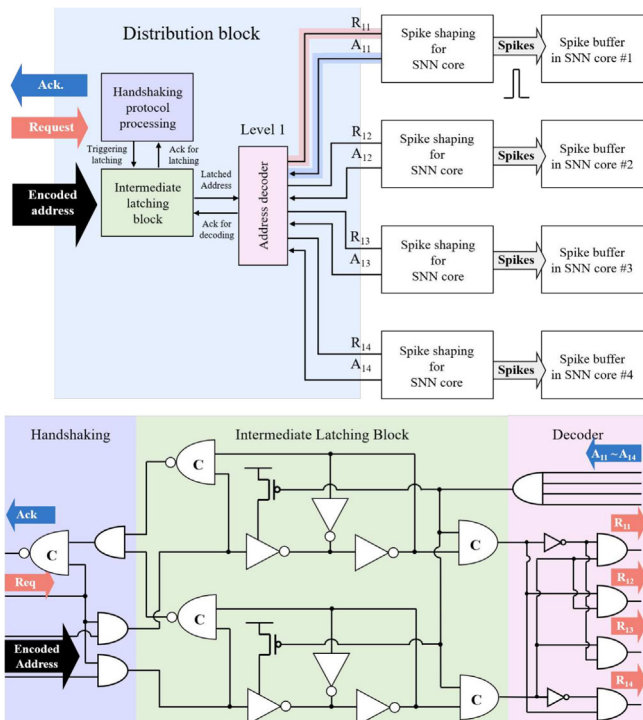 Distribution block
Ack.
Request
Encoded
address
Handshaking
protocol
processing
Triggering
latching
Ack for
latching
Intermediate
latching
block
Latched
Address
Ack for
decoding
Level 1
Address decoder
R11
A11
Spike shaping
for
SNN core
Spikes
Spike buffer
in SNN core #1
R12
A12
Spike shaping
for
SNN core
Spikes
Spike buffer
in SNN core #2
R13
A13
Spike shaping
for
SNN core
Spikes
Spike buffer
in SNN core #3
R14
A14
Spike shaping
for
SNN core
Spikes
Spike buffer
in SNN core #4
Handshaking
Intermediate Latching Block
Decoder
A11 ~ A14
Ack
Req
Encoded
Address
C
C
C
C
C
R11
R12
R13
R14